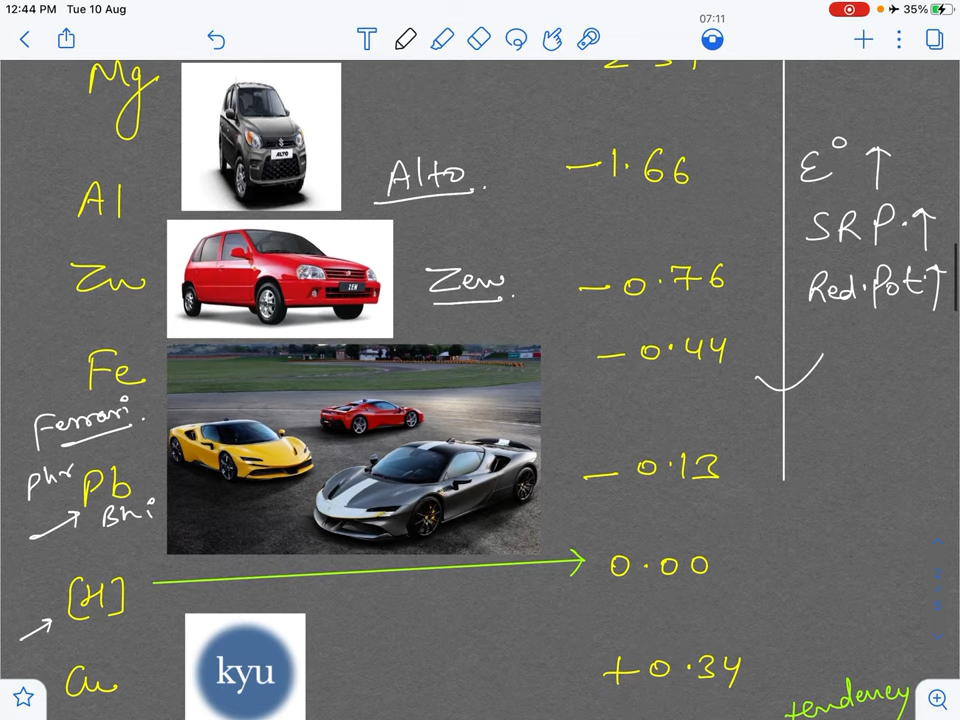 12:44 PM Tue 10 Aug
35%
07:11
Mg
ALTO
Alto.
-1.66
Al
E° ↑
SRP.↑
Zn
ZEN
Zen.
-0.76
Red.Pot.↑
Fe
-0.44
Ferrari.
phr
Pb
-0.13
Bhi
[H]
0.00
kyu
Cu
+0.34
tendency